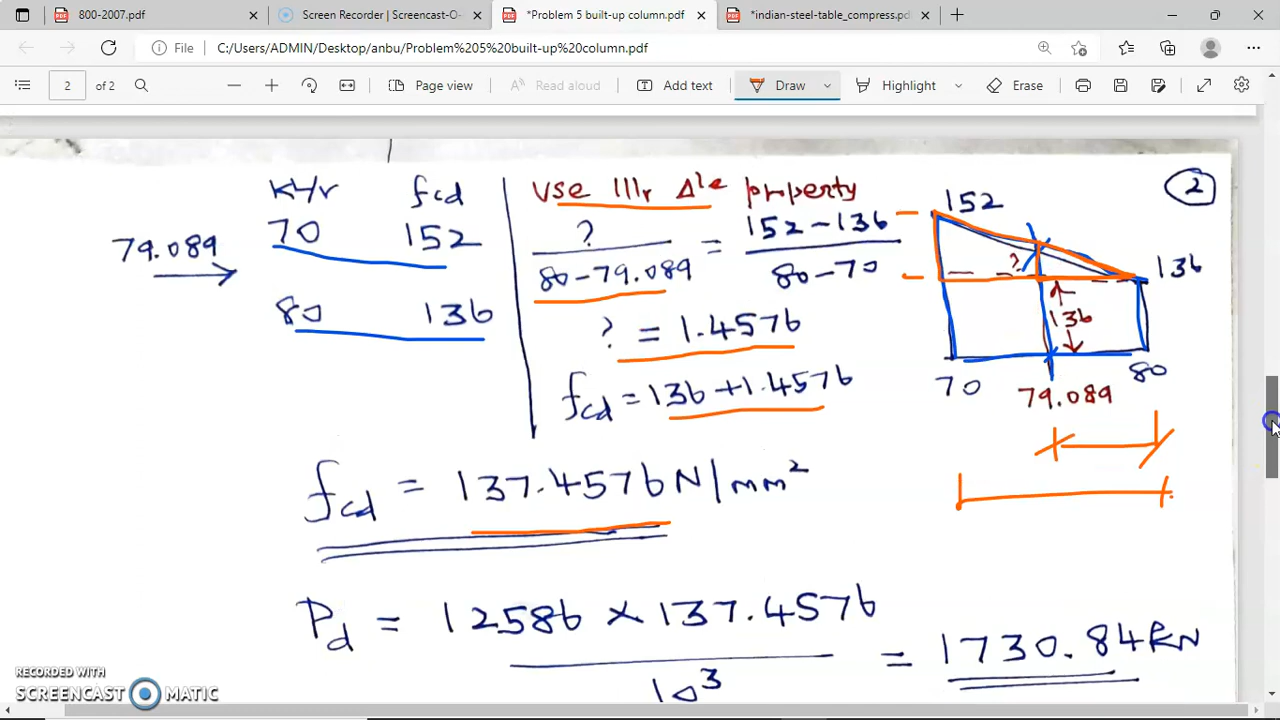 800-2007.pdf
Screen Recorder | Screencast-O-
*Problem 5 built-up column.pdf
*indian-steel-table_compress.pd
File
C:/Users/ADMIN/Desktop/anbu/Problem%205%20built-up%20column.pdf
2 of 2
Page view
Read aloud
Add text
Draw
Highlight
Erase
2
KL/r fcd
79.089
70 152
80 136
Use IIIr Δle property
? / 80-79.089 = 152-136 / 80-70
? = 1.4576
fcd = 136+1.4576
152
136
?
136
70 79.089 80
fcd = 137.4576 N/mm²
Pd = 12586 × 137.4576 / 10³ = 1730.84 KN
RECORDED WITH
SCREENCAST MATIC